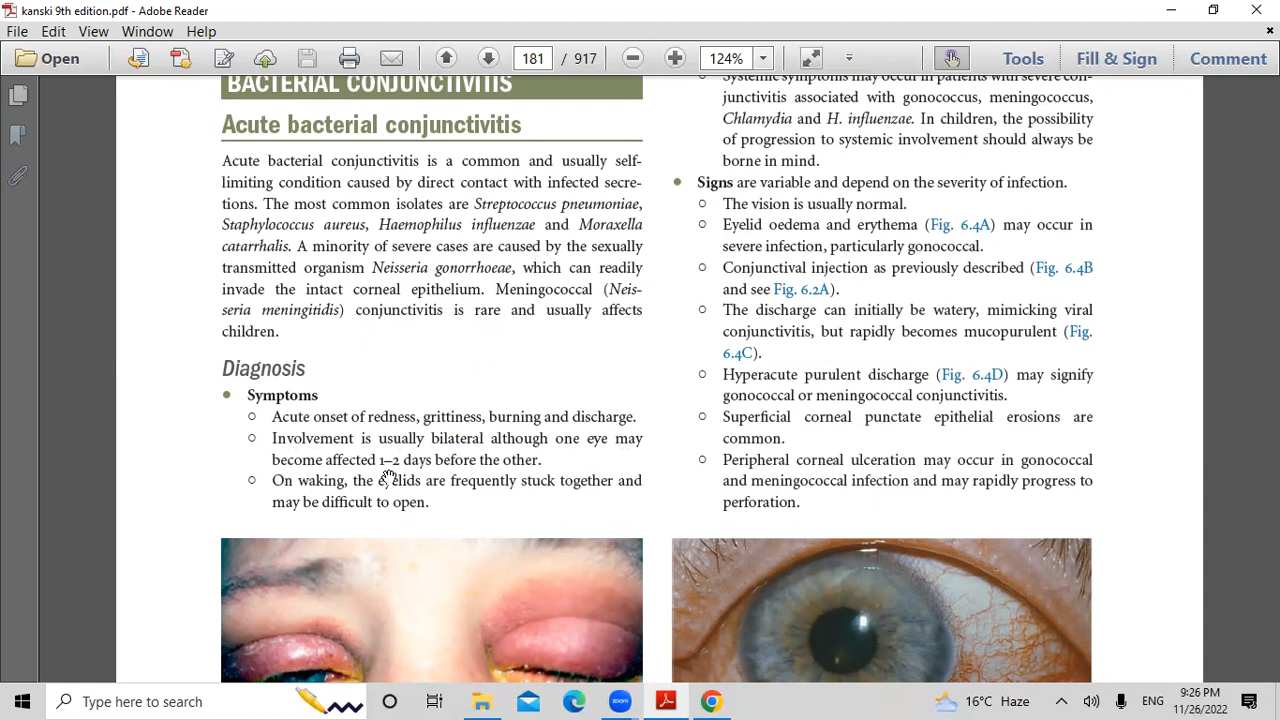 kanski 9th edition.pdf - Adobe Reader
File Edit View Window Help
Open 181 / 917 124% Tools Fill & Sign Comment
BACTERIAL CONJUNCTIVITIS
Acute bacterial conjunctivitis
Acute bacterial conjunctivitis is a common and usually self-
limiting condition caused by direct contact with infected secre-
tions. The most common isolates are Streptococcus pneumoniae,
Staphylococcus aureus, Haemophilus influenzae and Moraxella
catarrhalis. A minority of severe cases are caused by the sexually
transmitted organism Neisseria gonorrhoeae, which can readily
invade the intact corneal epithelium. Meningococcal (Neis-
seria meningitidis) conjunctivitis is rare and usually affects
children.
Diagnosis
• Symptoms
○ Acute onset of redness, grittiness, burning and discharge.
○ Involvement is usually bilateral although one eye may
become affected 1–2 days before the other.
○ On waking, the eyelids are frequently stuck together and
may be difficult to open.
○ Systemic symptoms may occur in patients with severe con-
junctivitis associated with gonococcus, meningococcus,
Chlamydia and H. influenzae. In children, the possibility
of progression to systemic involvement should always be
borne in mind.
• Signs are variable and depend on the severity of infection.
○ The vision is usually normal.
○ Eyelid oedema and erythema (Fig. 6.4A) may occur in
severe infection, particularly gonococcal.
○ Conjunctival injection as previously described (Fig. 6.4B
and see Fig. 6.2A).
○ The discharge can initially be watery, mimicking viral
conjunctivitis, but rapidly becomes mucopurulent (Fig.
6.4C).
○ Hyperacute purulent discharge (Fig. 6.4D) may signify
gonococcal or meningococcal conjunctivitis.
○ Superficial corneal punctate epithelial erosions are
common.
○ Peripheral corneal ulceration may occur in gonococcal
and meningococcal infection and may rapidly progress to
perforation.
Type here to search
zoom
16°C Haze
ENG
9:26 PM
11/26/2022